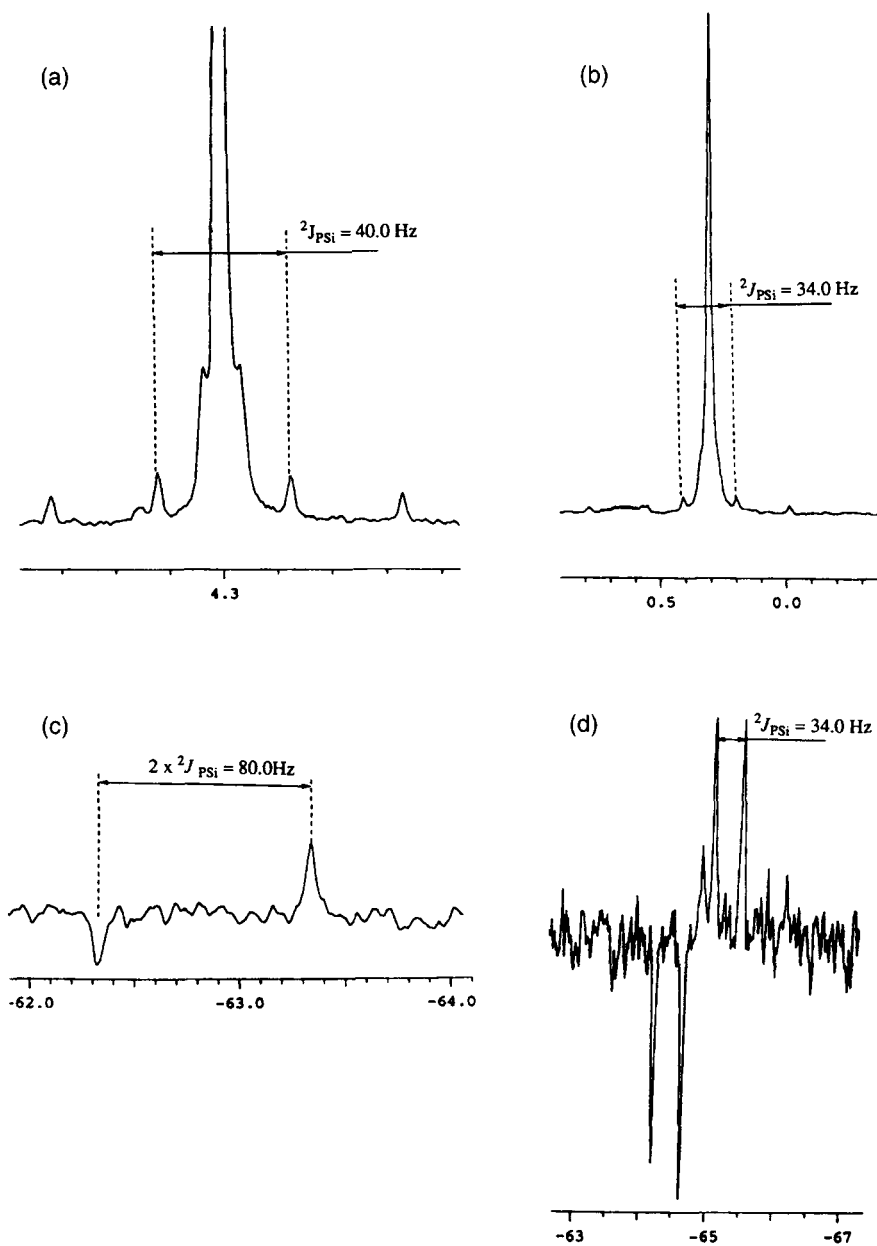 (a)
²J_PSi = 40.0 Hz
4.3
(b)
²J_PSi = 34.0 Hz
0.5 0.0
(c)
2 x ²J_PSi = 80.0Hz
-62.0 -63.0 -64.0
(d)
²J_PSi = 34.0 Hz
-63 -65 -67